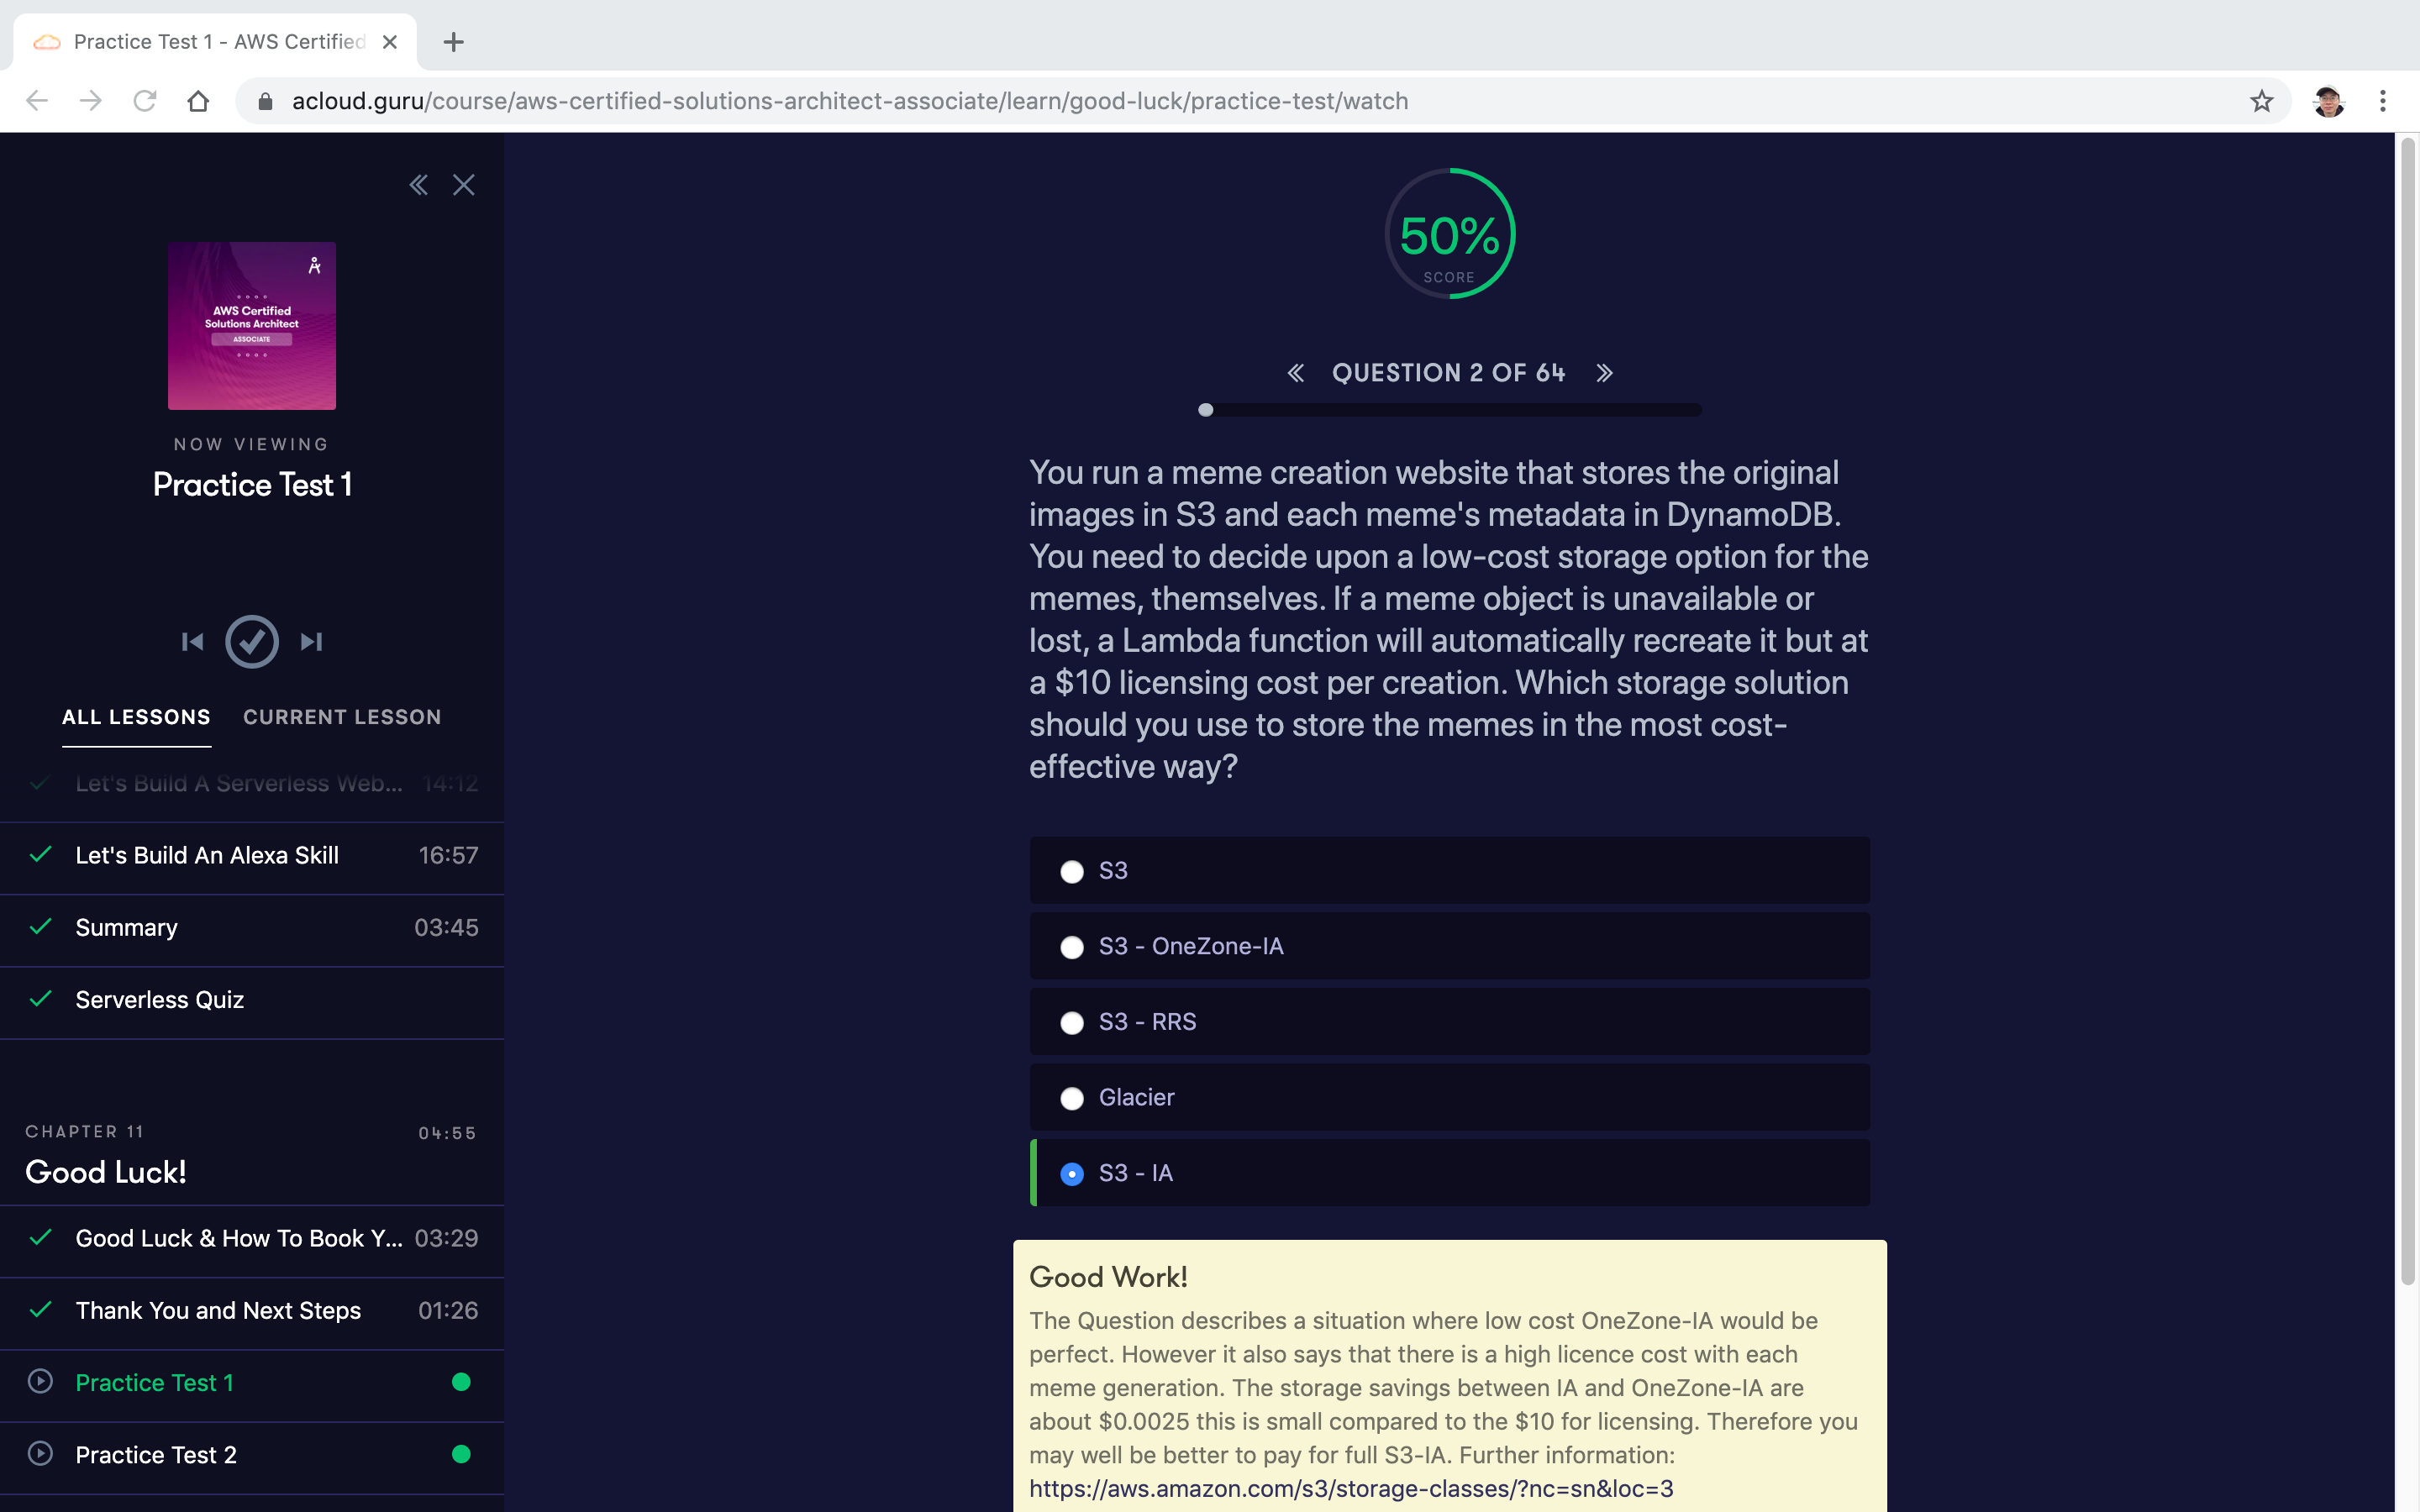 Practice Test 1 - AWS Certified
acloud.guru/course/aws-certified-solutions-architect-associate/learn/good-luck/practice-test/watch
AWS Certified
Solutions Architect
ASSOCIATE
NOW VIEWING
Practice Test 1
ALL LESSONS
CURRENT LESSON
Let's Build A Serverless Web... 14:12
Let's Build An Alexa Skill 16:57
Summary 03:45
Serverless Quiz
CHAPTER 11 04:55
Good Luck!
Good Luck & How To Book Y... 03:29
Thank You and Next Steps 01:26
Practice Test 1
Practice Test 2
50%
SCORE
QUESTION 2 OF 64
You run a meme creation website that stores the original
images in S3 and each meme's metadata in DynamoDB.
You need to decide upon a low-cost storage option for the
memes, themselves. If a meme object is unavailable or
lost, a Lambda function will automatically recreate it but at
a $10 licensing cost per creation. Which storage solution
should you use to store the memes in the most cost-
effective way?
S3
S3 - OneZone-IA
S3 - RRS
Glacier
S3 - IA
Good Work!
The Question describes a situation where low cost OneZone-IA would be
perfect. However it also says that there is a high licence cost with each
meme generation. The storage savings between IA and OneZone-IA are
about $0.0025 this is small compared to the $10 for licensing. Therefore you
may well be better to pay for full S3-IA. Further information:
https://aws.amazon.com/s3/storage-classes/?nc=sn&loc=3